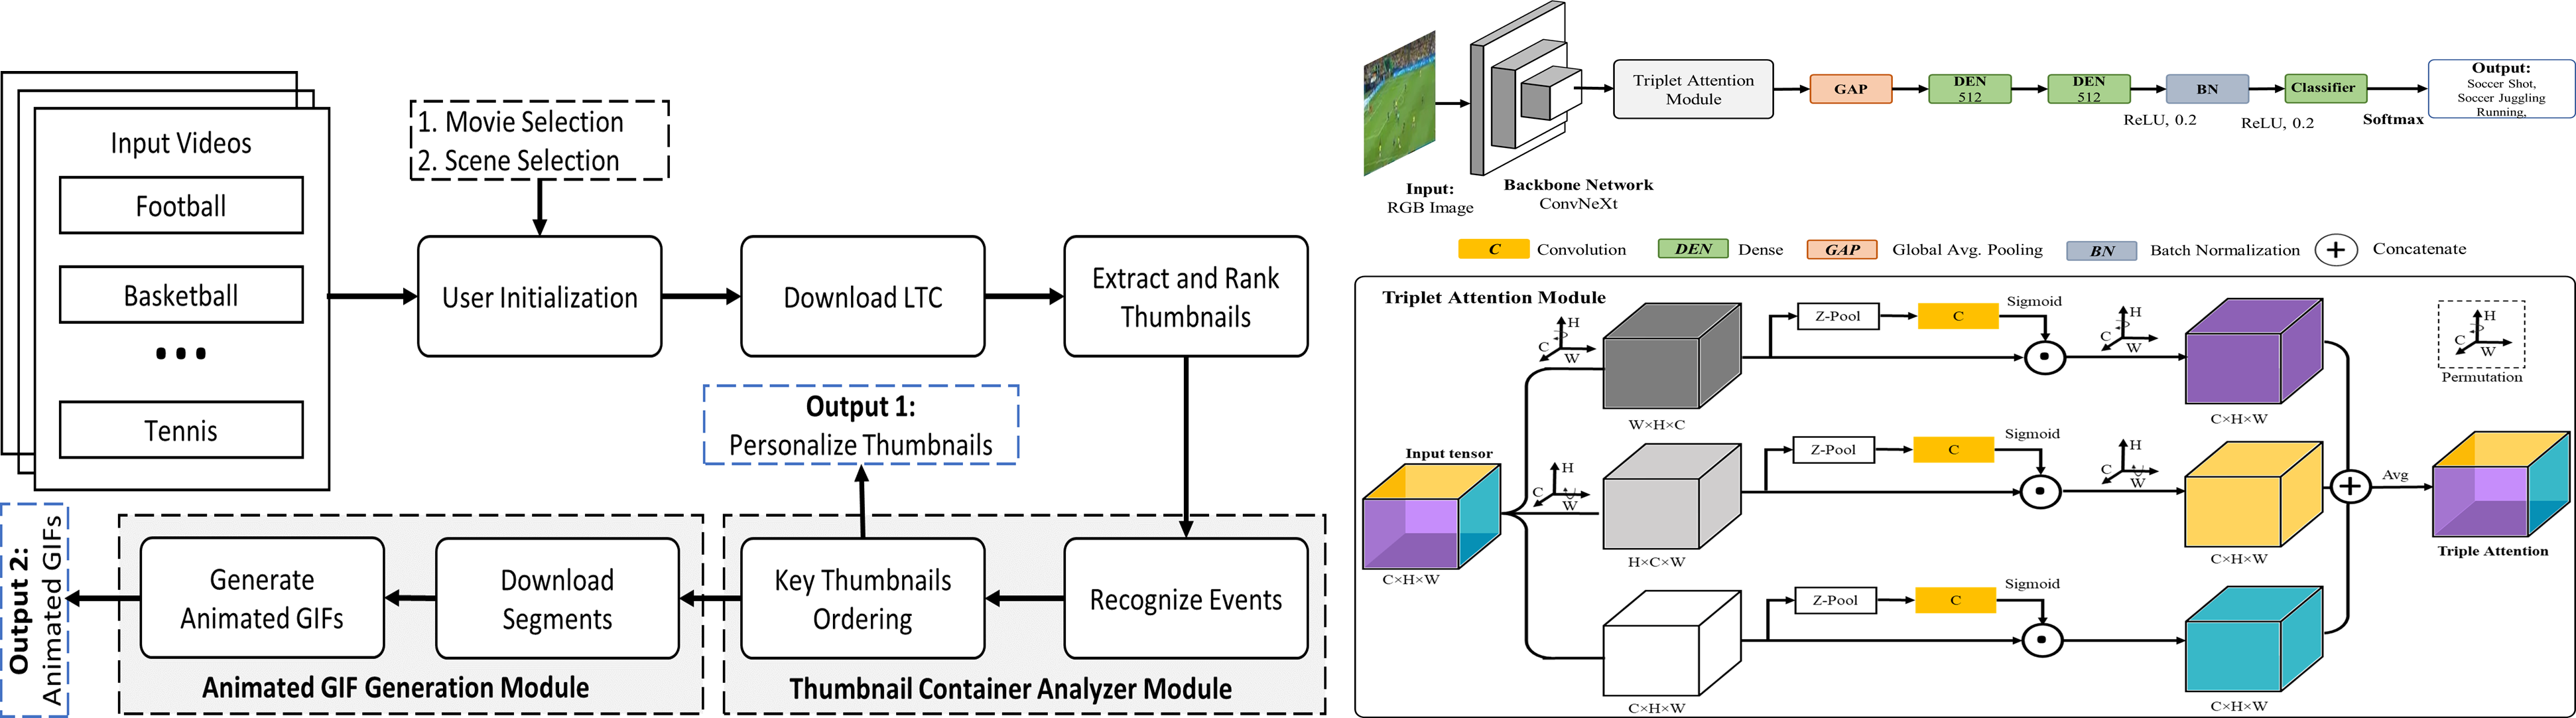 Input Videos
Football
Basketball
Tennis
1. Movie Selection
2. Scene Selection
User Initialization
Download LTC
Extract and Rank
Thumbnails
Output 1:
Personalize Thumbnails
Recognize Events
Key Thumbnails
Ordering
Thumbnail Container Analyzer Module
Download
Segments
Generate
Animated GIFs
Animated GIF Generation Module
Output 2:
Animated GIFs
Input:
RGB Image
Backbone Network
ConvNeXt
Triplet Attention
Module
GAP
DEN
512
DEN
512
ReLU, 0.2
BN
ReLU, 0.2
Classifier
Softmax
Output:
Soccer Shot,
Soccer Juggling
Running,
C Convolution
DEN Dense
GAP Global Avg. Pooling
BN Batch Normalization
+ Concatenate
Triplet Attention Module
Input tensor
C×H×W
H
C
W
W×H×C
Z-Pool
C
Sigmoid
H
C
W
C×H×W
H
C
W
H×C×W
Z-Pool
C
Sigmoid
H
C
W
C×H×W
C×H×W
Z-Pool
C
Sigmoid
C×H×W
H
C
W
Permutation
+
Avg
Triple Attention